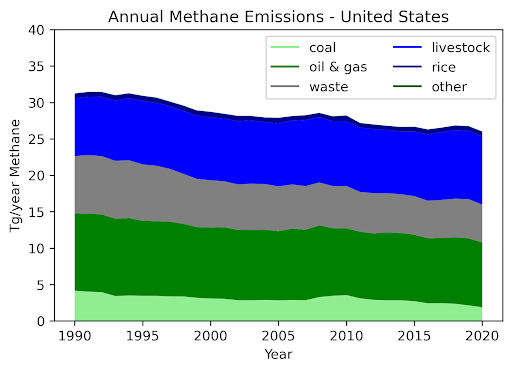 Annual Methane Emissions - United States
40
35
30
25
20
15
10
5
0
Tg/year Methane
coal
oil & gas
waste
livestock
rice
other
1990
1995
2000
2005
2010
2015
2020
Year